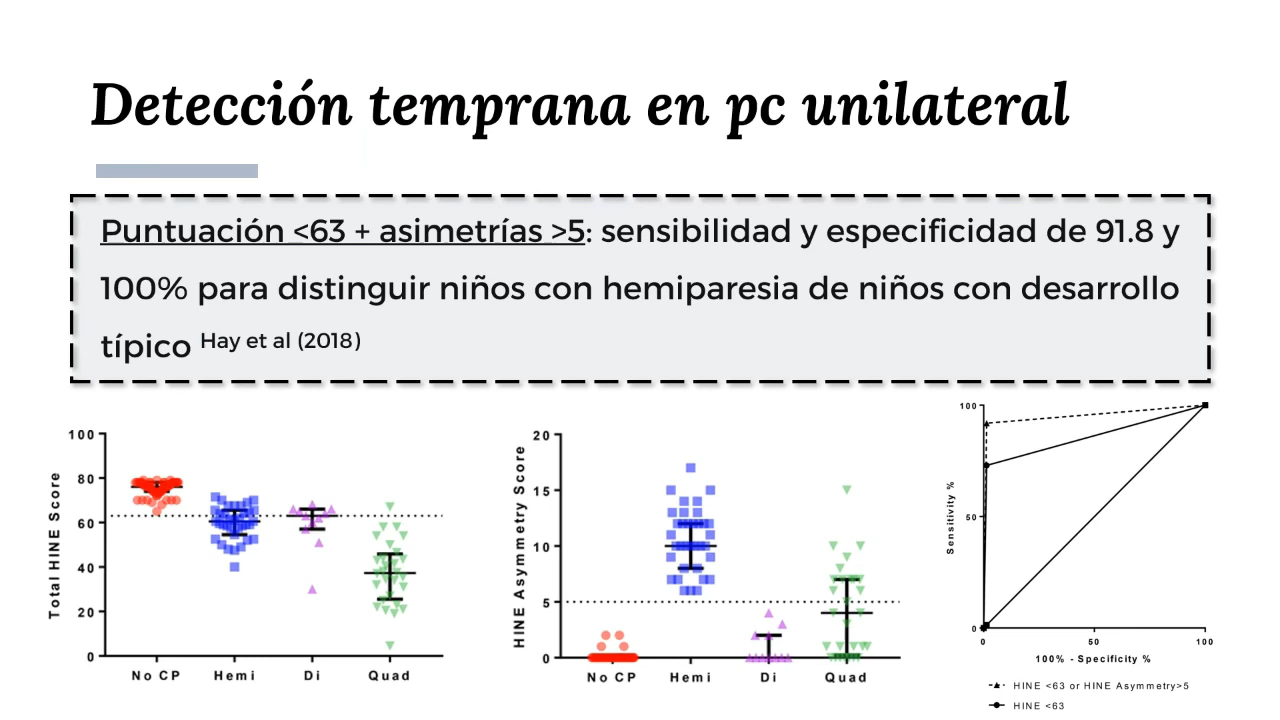 Detección temprana en pc unilateral
Puntuación <63 + asimetrías >5: sensibilidad y especificidad de 91.8 y
100% para distinguir niños con hemiparesia de niños con desarrollo
típico Hay et al (2018)
Total HINE Score
100
80
60
40
20
0
No CP Hemi Di Quad
HINE Asymmetry Score
20
15
10
5
0
No CP Hemi Di Quad
Sensitivity %
100
50
0
0 50 100
100% - Specificity %
HINE <63 or HINE Asymmetry>5
HINE <63